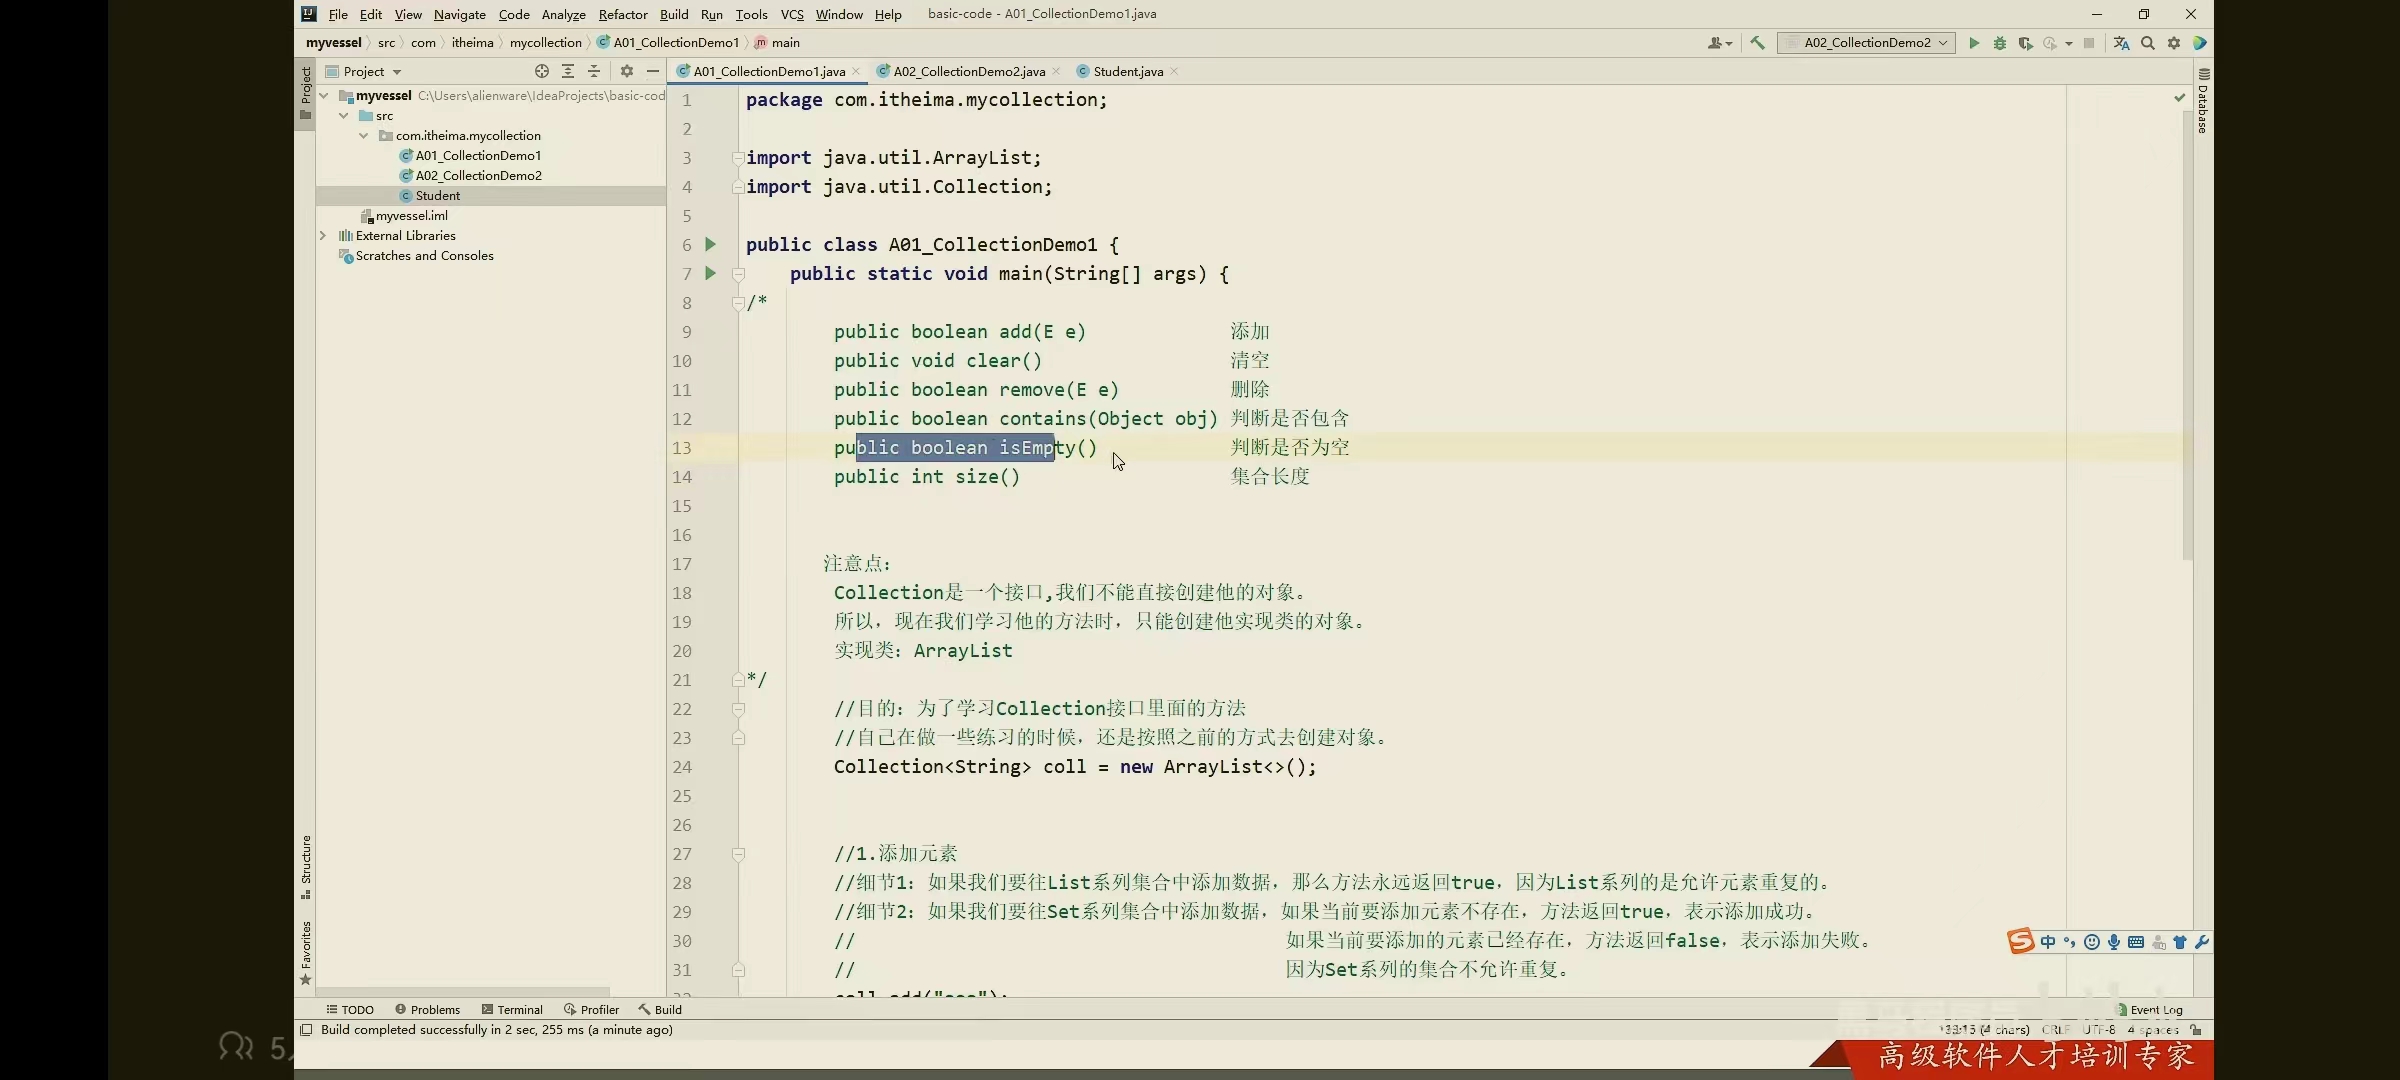 File Edit View Navigate Code Analyze Refactor Build Run Tools VCS Window Help basic-code - A01_CollectionDemo1.java
myvessel src com itheima mycollection A01_CollectionDemo1 main A02_CollectionDemo2
Project
Project
A01_CollectionDemo1.java A02_CollectionDemo2.java Student.java
myvessel C:\Users\alienware\IdeaProjects\basic-cod
src
com.itheima.mycollection
A01_CollectionDemo1
A02_CollectionDemo2
Student
myvessel.iml
External Libraries
Scratches and Consoles
Structure
Favorites
Database
1 package com.itheima.mycollection;
2
3 import java.util.ArrayList;
4 import java.util.Collection;
5
6 public class A01_CollectionDemo1 {
7 public static void main(String[] args) {
8 /*
9 public boolean add(E e) 添加
10 public void clear() 清空
11 public boolean remove(E e) 删除
12 public boolean contains(Object obj) 判断是否包含
13 public boolean isEmpty() 判断是否为空
14 public int size() 集合长度
15
16
17 注意点：
18 Collection是一个接口,我们不能直接创建他的对象。
19 所以，现在我们学习他的方法时，只能创建他实现类的对象。
20 实现类：ArrayList
21 */
22 //目的：为了学习Collection接口里面的方法
23 //自己在做一些练习的时候，还是按照之前的方式去创建对象。
24 Collection<String> coll = new ArrayList<>();
25
26
27 //1.添加元素
28 //细节1：如果我们要往List系列集合中添加数据，那么方法永远返回true，因为List系列的是允许元素重复的。
29 //细节2：如果我们要往Set系列集合中添加数据，如果当前要添加元素不存在，方法返回true，表示添加成功。
30 // 如果当前要添加的元素已经存在，方法返回false，表示添加失败。
31 // 因为Set系列的集合不允许重复。
中
TODO Problems Terminal Profiler Build Event Log
Build completed successfully in 2 sec, 255 ms (a minute ago) CRLF UTF-8 4 spaces
高级软件人才培训专家